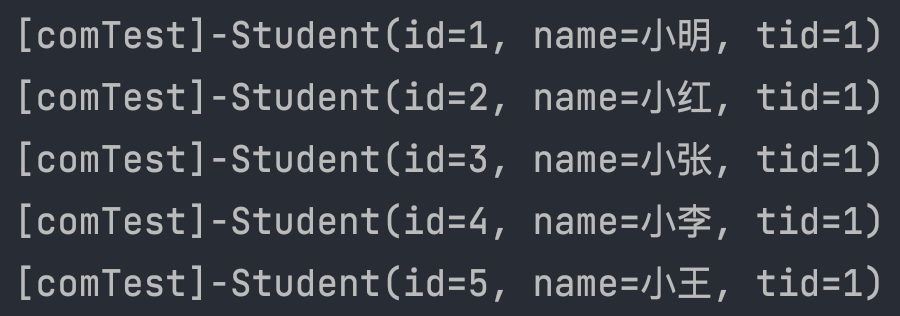 [comTest]-Student(id=1, name=小明, tid=1)
[comTest]-Student(id=2, name=小红, tid=1)
[comTest]-Student(id=3, name=小张, tid=1)
[comTest]-Student(id=4, name=小李, tid=1)
[comTest]-Student(id=5, name=小王, tid=1)